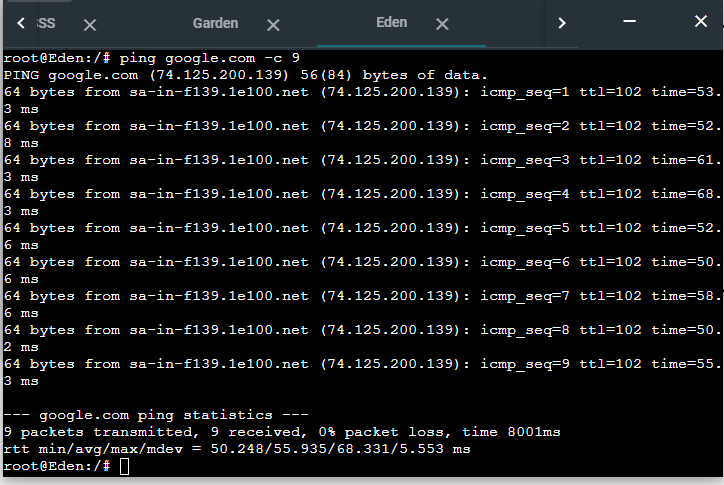 SS
Garden
Eden
root@Eden:/# ping google.com -c 9
PING google.com (74.125.200.139) 56(84) bytes of data.
64 bytes from sa-in-f139.1e100.net (74.125.200.139): icmp_seq=1 ttl=102 time=53.
3 ms
64 bytes from sa-in-f139.1e100.net (74.125.200.139): icmp_seq=2 ttl=102 time=52.
8 ms
64 bytes from sa-in-f139.1e100.net (74.125.200.139): icmp_seq=3 ttl=102 time=61.
3 ms
64 bytes from sa-in-f139.1e100.net (74.125.200.139): icmp_seq=4 ttl=102 time=68.
3 ms
64 bytes from sa-in-f139.1e100.net (74.125.200.139): icmp_seq=5 ttl=102 time=52.
6 ms
64 bytes from sa-in-f139.1e100.net (74.125.200.139): icmp_seq=6 ttl=102 time=50.
6 ms
64 bytes from sa-in-f139.1e100.net (74.125.200.139): icmp_seq=7 ttl=102 time=58.
6 ms
64 bytes from sa-in-f139.1e100.net (74.125.200.139): icmp_seq=8 ttl=102 time=50.
2 ms
64 bytes from sa-in-f139.1e100.net (74.125.200.139): icmp_seq=9 ttl=102 time=55.
3 ms
--- google.com ping statistics ---
9 packets transmitted, 9 received, 0% packet loss, time 8001ms
rtt min/avg/max/mdev = 50.248/55.935/68.331/5.553 ms
root@Eden:/#